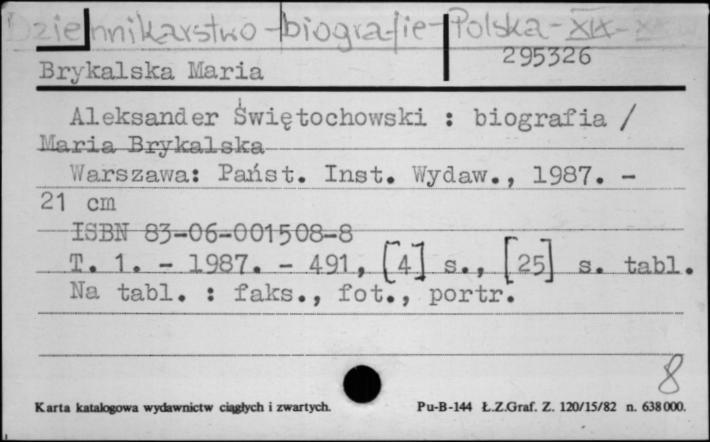 Dziennikarstwo - biografie - Polska - XIX -
295326
Brykalska Maria
Aleksander Świętochowski : biografia /
Maria Brykalska
Warszawa: Państ. Inst. Wydaw., 1987. -
21 cm
ISBN 83-06-001508-8
T. 1. - 1987. - 491, [4] s., [25] s. tabl.
Na tabl. : faks., fot., portr.
8
Karta katalogowa wydawnictw ciągłych i zwartych. Pu-B-144 Ł.Z.Graf. Z. 120/15/82 n. 638000.